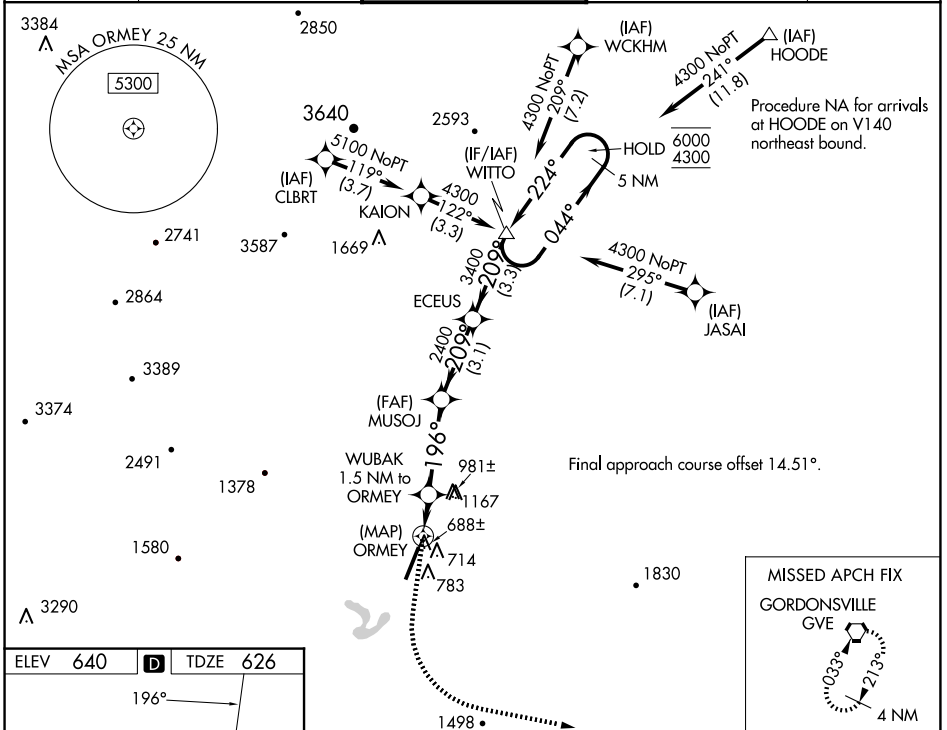 3384
MSA ORMEY 25 NM
5300
2850
(IAF)
WCKHM
(IAF)
HOODE
4300 NoPT
209°
(7.2)
4300 NoPT
241°
(11.8)
Procedure NA for arrivals
at HOODE on V140
northeast bound.
3640
2593
(IF/IAF)
WITTO
HOLD
6000
4300
5 NM
224°
044°
5100 NoPT
119°
(3.7)
(IAF)
CLBRT
KAION
4300
122°
(3.3)
2741
3587
1669
4300 NoPT
295°
(7.1)
(IAF)
JASAI
3400
209°
(3.3)
ECEUS
2864
2400
209°
(3.1)
3389
(FAF)
MUSOJ
3374
196°
2491
1378
WUBAK
1.5 NM to
ORMEY
981±
1167
Final approach course offset 14.51°.
(MAP)
ORMEY
688±
714
783
1580
1830
3290
MISSED APCH FIX
GORDONSVILLE
GVE
033°
213°
4 NM
ELEV 640 D TDZE 626
196°
1498